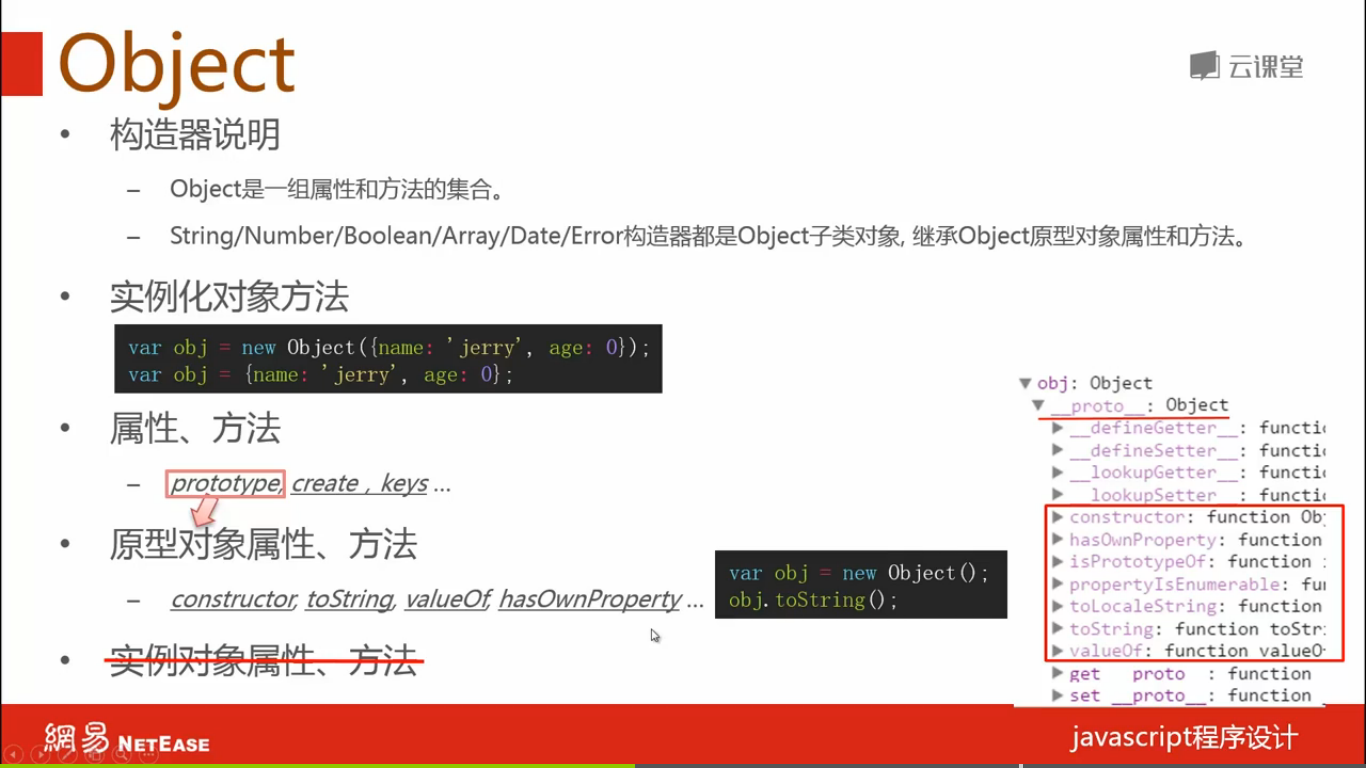 Object
云课堂
• 构造器说明
– Object是一组属性和方法的集合。
– String/Number/Boolean/Array/Date/Error构造器都是Object子类对象, 继承Object原型对象属性和方法。
• 实例化对象方法
var obj = new Object({name: 'jerry', age: 0});
var obj = {name: 'jerry', age: 0};
• 属性、方法
– prototype, create , keys ...
• 原型对象属性、方法
– constructor, toString, valueOf, hasOwnProperty ...
var obj = new Object();
obj.toString();
• 实例对象属性、方法
▼ obj: Object
▼ __proto__: Object
▶ __defineGetter__: functio
▶ __defineSetter__: functio
▶ __lookupGetter__: functio
▶ __lookupSetter__: functio
▶ constructor: function Ob
▶ hasOwnProperty: function
▶ isPrototypeOf: function
▶ propertyIsEnumerable: fun
▶ toLocaleString: function
▶ toString: function toStr
▶ valueOf: function valueO
▶ get __proto__: function
▶ set __proto__: function
網易 NETEASE
javascript程序设计